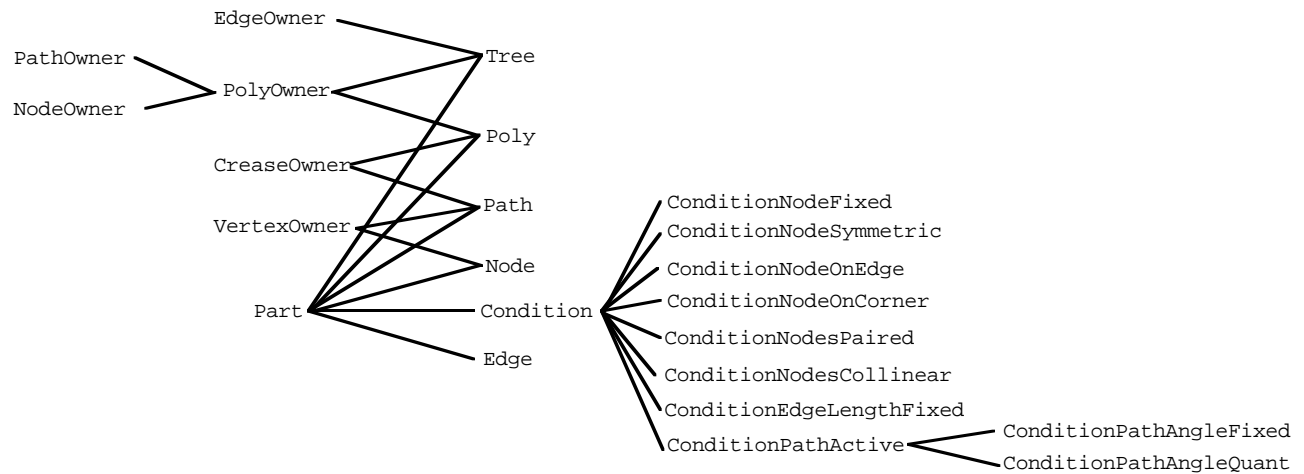 EdgeOwner
PathOwner
NodeOwner
PolyOwner
CreaseOwner
VertexOwner
Part
Tree
Poly
Path
Node
Condition
Edge
ConditionNodeFixed
ConditionNodeSymmetric
ConditionNodeOnEdge
ConditionNodeOnCorner
ConditionNodesPaired
ConditionNodesCollinear
ConditionEdgeLengthFixed
ConditionPathActive
ConditionPathAngleFixed
ConditionPathAngleQuant